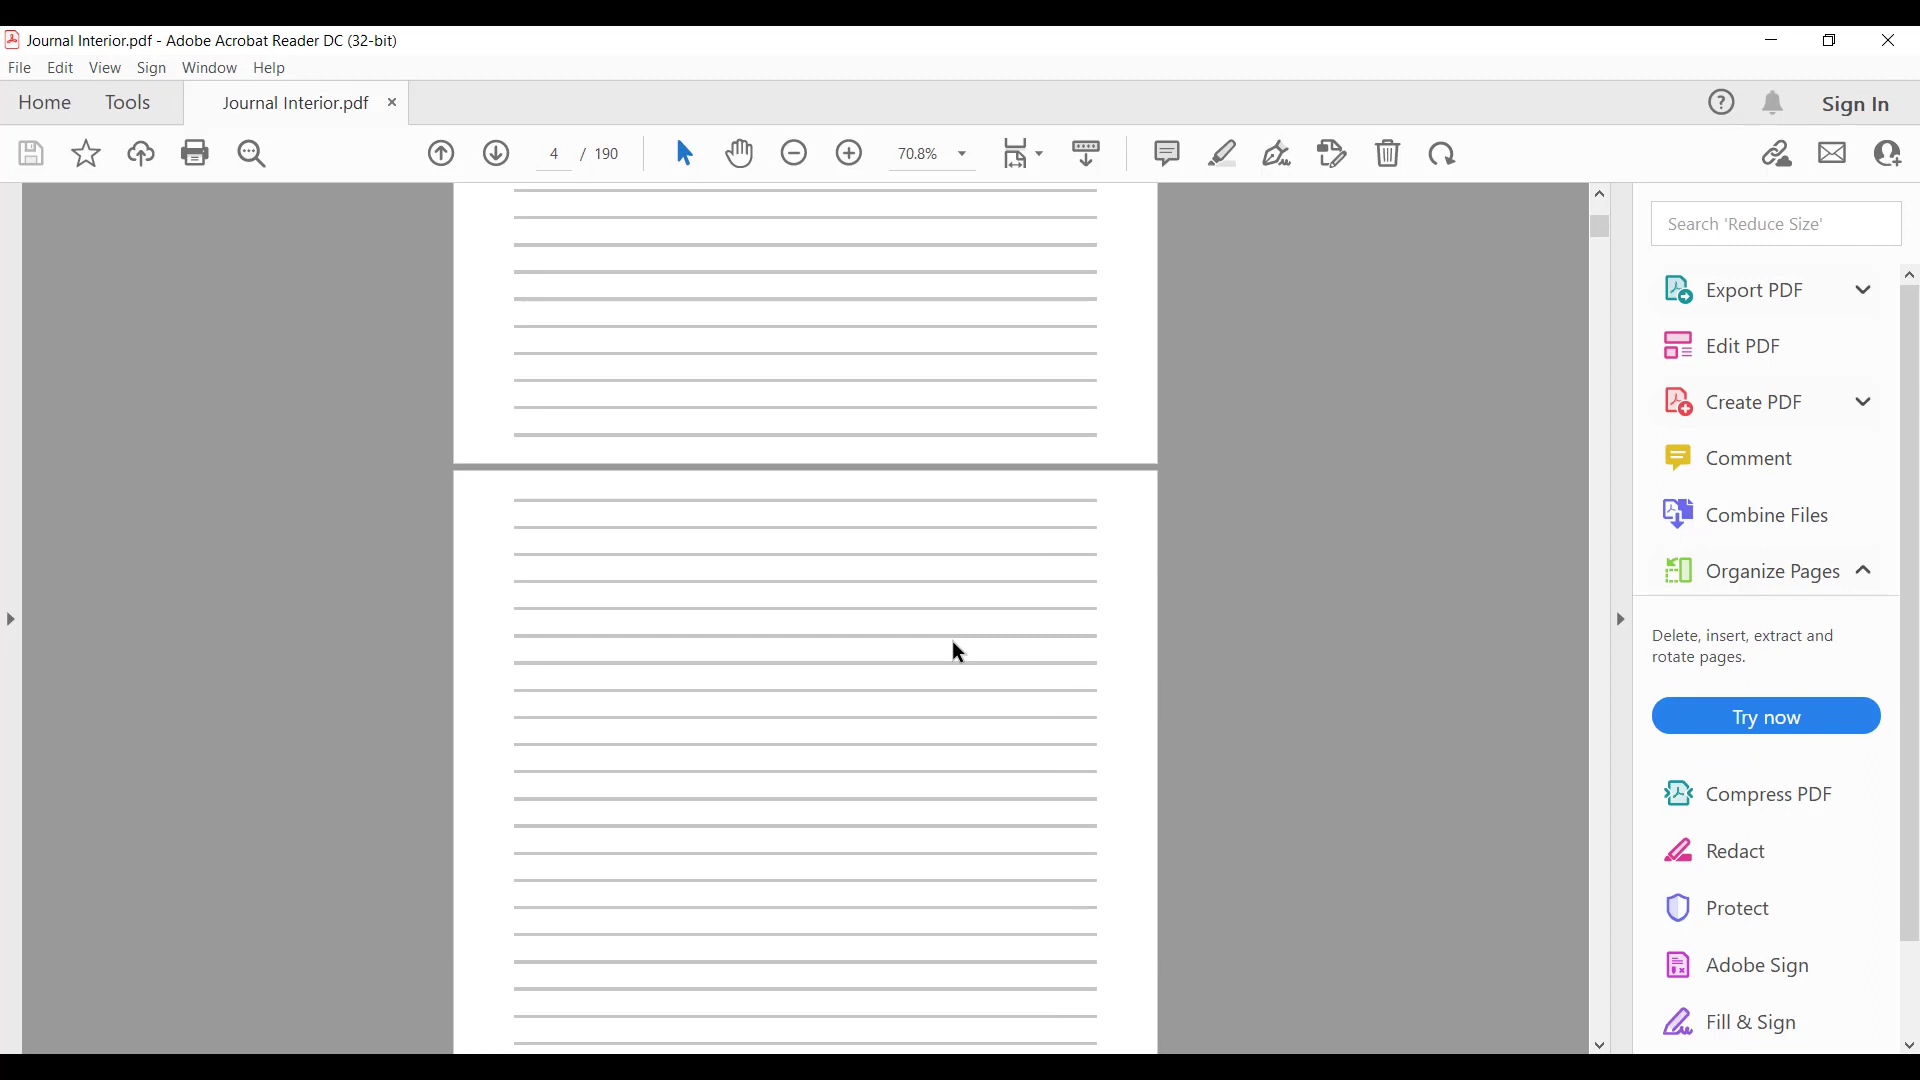 Journal Interior.pdf - Adobe Acrobat Reader DC (32-bit)
File Edit View Sign Window Help
Home Tools Journal Interior.pdf × Sign In
4 / 190 70.8%
Search 'Reduce Size'
Export PDF
Edit PDF
Create PDF
Comment
Combine Files
Organize Pages
Delete, insert, extract and
rotate pages.
Try now
Compress PDF
Redact
Protect
Adobe Sign
Fill & Sign